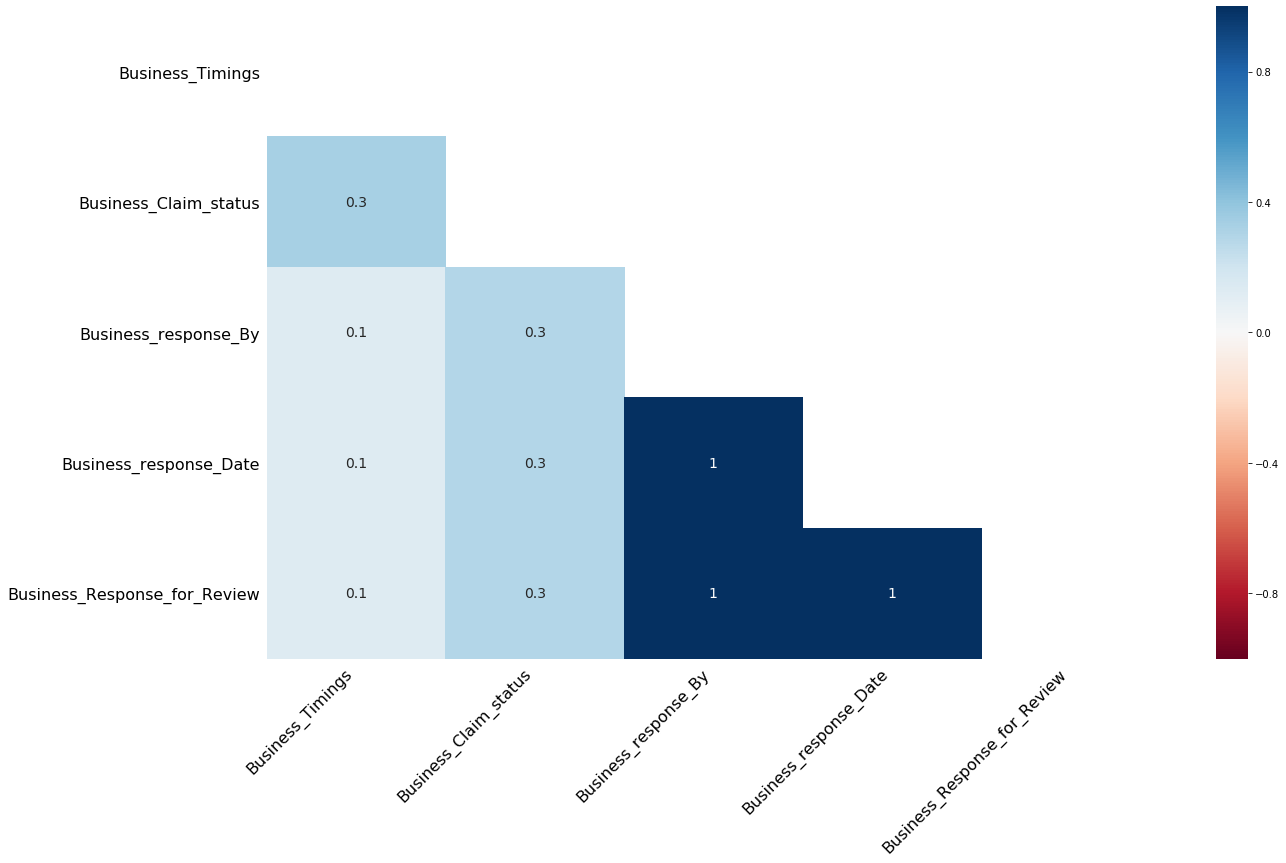 Business_Timings
Business_Claim_status
0.3
Business_response_By
0.1
0.3
Business_response_Date
0.1
0.3
1
Business_Response_for_Review
0.1
0.3
1
1
Business_Timings
Business_Claim_status
Business_response_By
Business_response_Date
Business_Response_for_Review
0.8
0.4
0.0
−0.4
−0.8